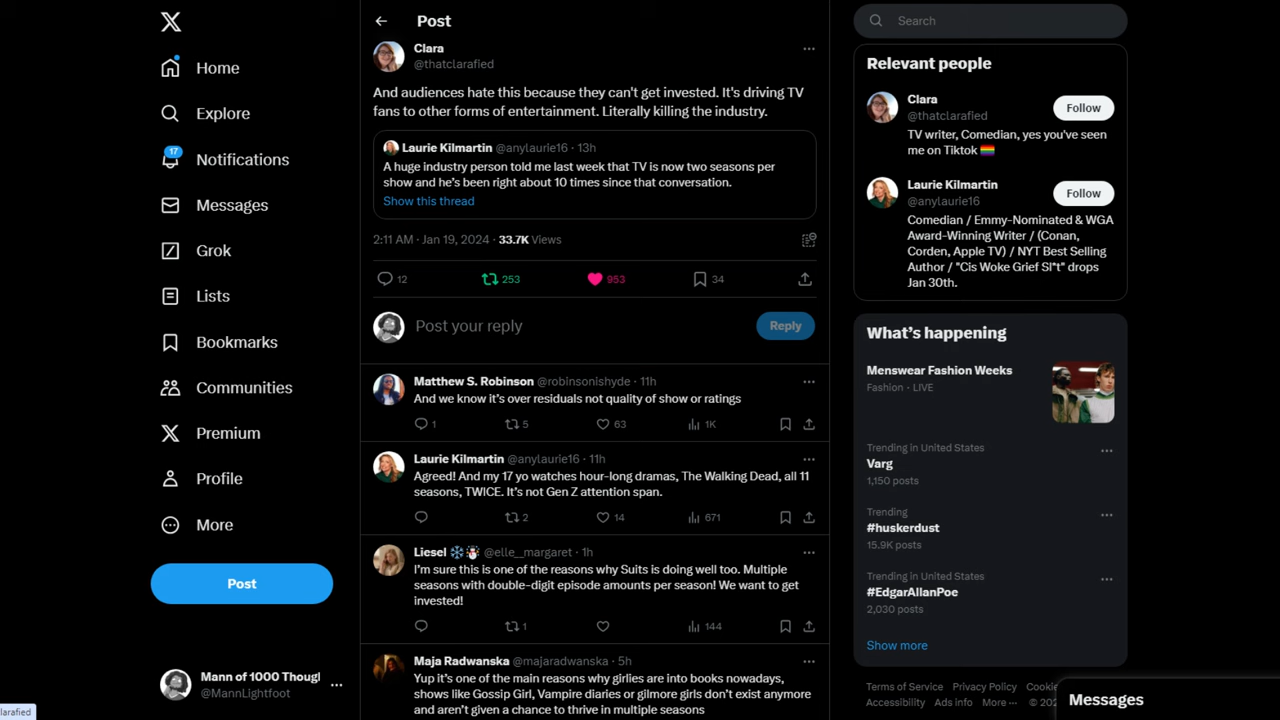 Post
Search
Home
Explore
17
Notifications
Messages
Grok
Lists
Bookmarks
Communities
Premium
Profile
More
Post
Mann of 1000 Thougl
@MannLightfoot
larafied
Clara
@thatclarafied
And audiences hate this because they can't get invested. It's driving TV
fans to other forms of entertainment. Literally killing the industry.
Laurie Kilmartin @anylaurie16 · 13h
A huge industry person told me last week that TV is now two seasons per
show and he's been right about 10 times since that conversation.
Show this thread
2:11 AM · Jan 19, 2024 · 33.7K Views
12 253 953 34
Post your reply
Reply
Matthew S. Robinson @robinsonishyde · 11h
And we know it's over residuals not quality of show or ratings
1 5 63 1K
Laurie Kilmartin @anylaurie16 · 11h
Agreed! And my 17 yo watches hour-long dramas, The Walking Dead, all 11
seasons, TWICE. It's not Gen Z attention span.
2 14 671
Liesel ❄️☃️ @elle__margaret · 1h
I'm sure this is one of the reasons why Suits is doing well too. Multiple
seasons with double-digit episode amounts per season! We want to get
invested!
1 144
Maja Radwanska @majaradwanska · 5h
Yup it's one of the main reasons why girlies are into books nowadays,
shows like Gossip Girl, Vampire diaries or gilmore girls don't exist anymore
and aren't given a chance to thrive in multiple seasons
Relevant people
Clara
@thatclarafied
Follow
TV writer, Comedian, yes you've seen
me on Tiktok 🏳️‍🌈
Laurie Kilmartin
@anylaurie16
Follow
Comedian / Emmy-Nominated & WGA
Award-Winning Writer / (Conan,
Corden, Apple TV) / NYT Best Selling
Author / "Cis Woke Grief Sl*t" drops
Jan 30th.
What's happening
Menswear Fashion Weeks
Fashion · LIVE
Trending in United States
Varg
1,150 posts
Trending
#huskerdust
15.9K posts
Trending in United States
#EdgarAllanPoe
2,030 posts
Show more
Terms of Service Privacy Policy Cookie
Accessibility Ads info More ··· © 202
Messages